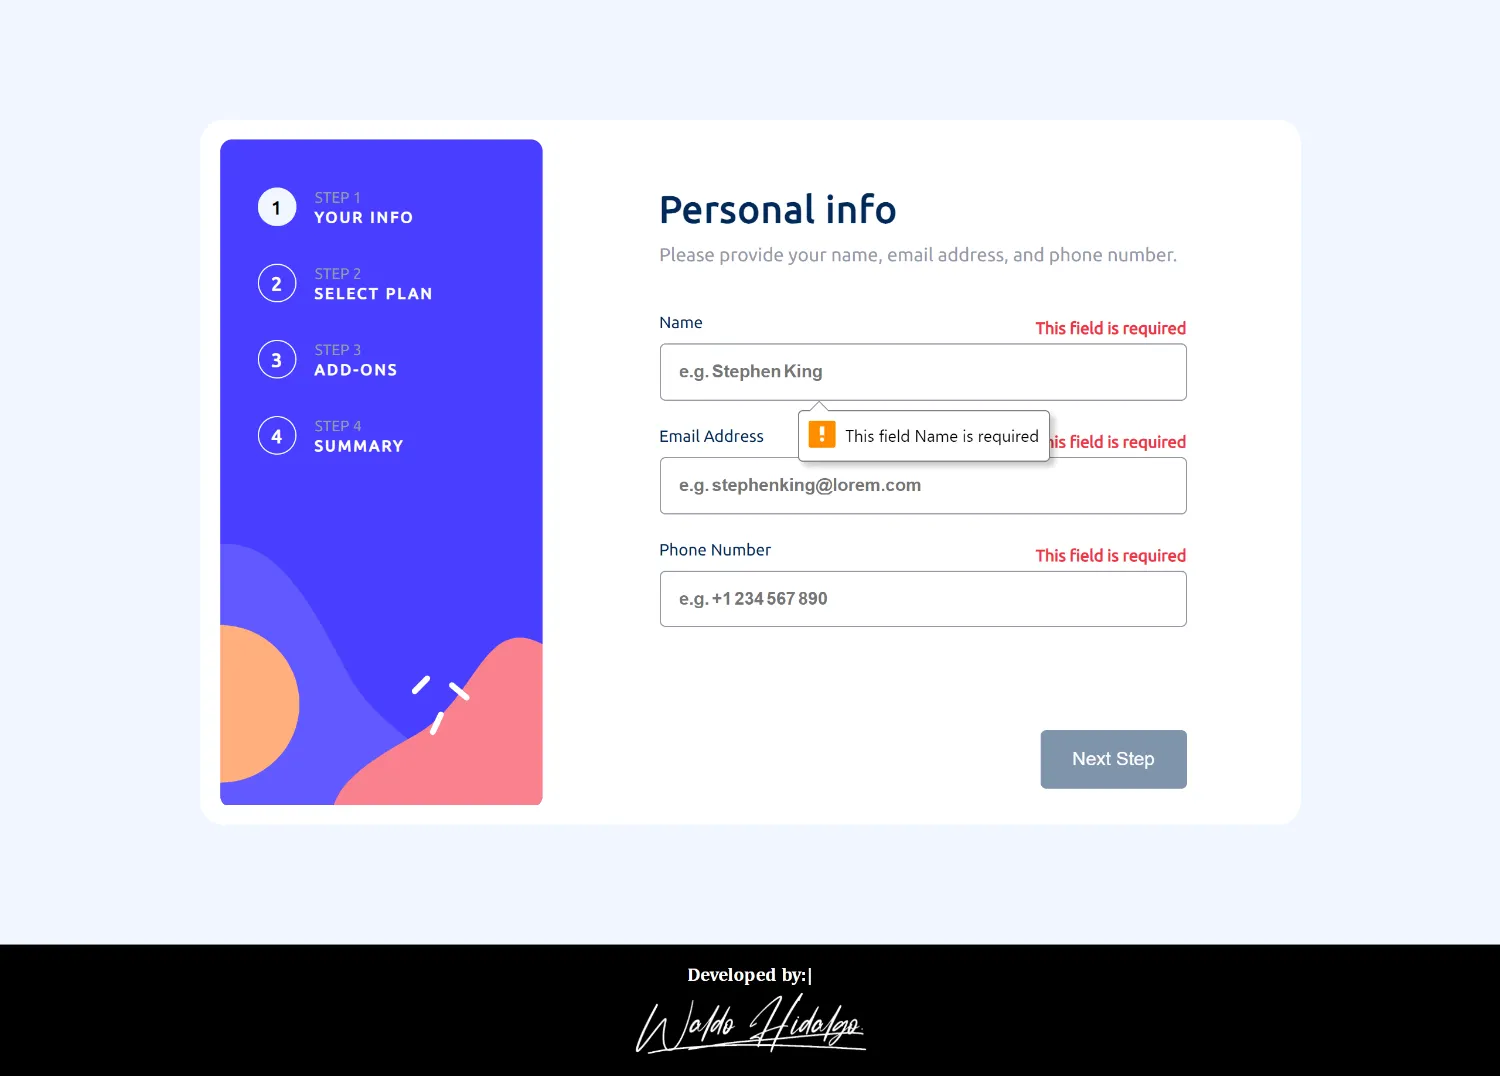 1
STEP 1
YOUR INFO
2
STEP 2
SELECT PLAN
3
STEP 3
ADD-ONS
4
STEP 4
SUMMARY
Personal info
Please provide your name, email address, and phone number.
Name
This field is required
e.g. Stephen King
This field Name is required
Email Address
his field is required
e.g. stephenking@lorem.com
Phone Number
This field is required
e.g. +1 234 567 890
Next Step
Developed by:|
Waldo Hidalgo.